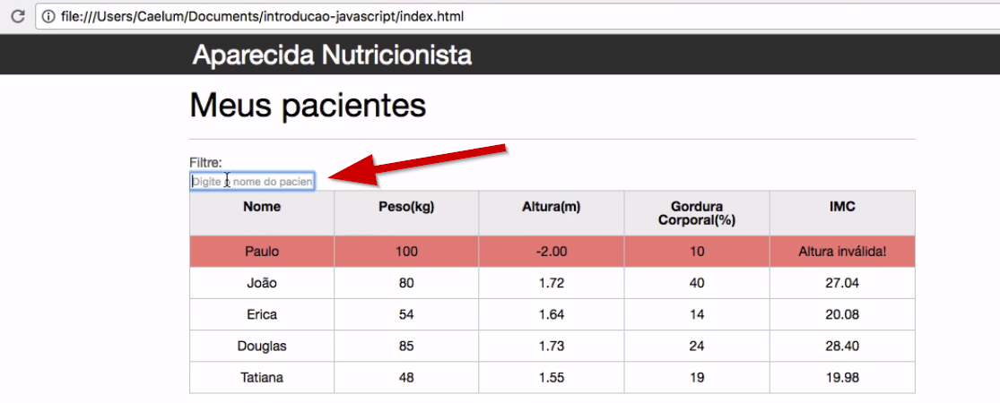 file:///Users/Caelum/Documents/introducao-javascript/index.html
Aparecida Nutricionista
Meus pacientes
Filtre:
Digite o nome do pacien
Nome Peso(kg) Altura(m) Gordura Corporal(%) IMC
Paulo 100 -2.00 10 Altura inválida!
João 80 1.72 40 27.04
Erica 54 1.64 14 20.08
Douglas 85 1.73 24 28.40
Tatiana 48 1.55 19 19.98